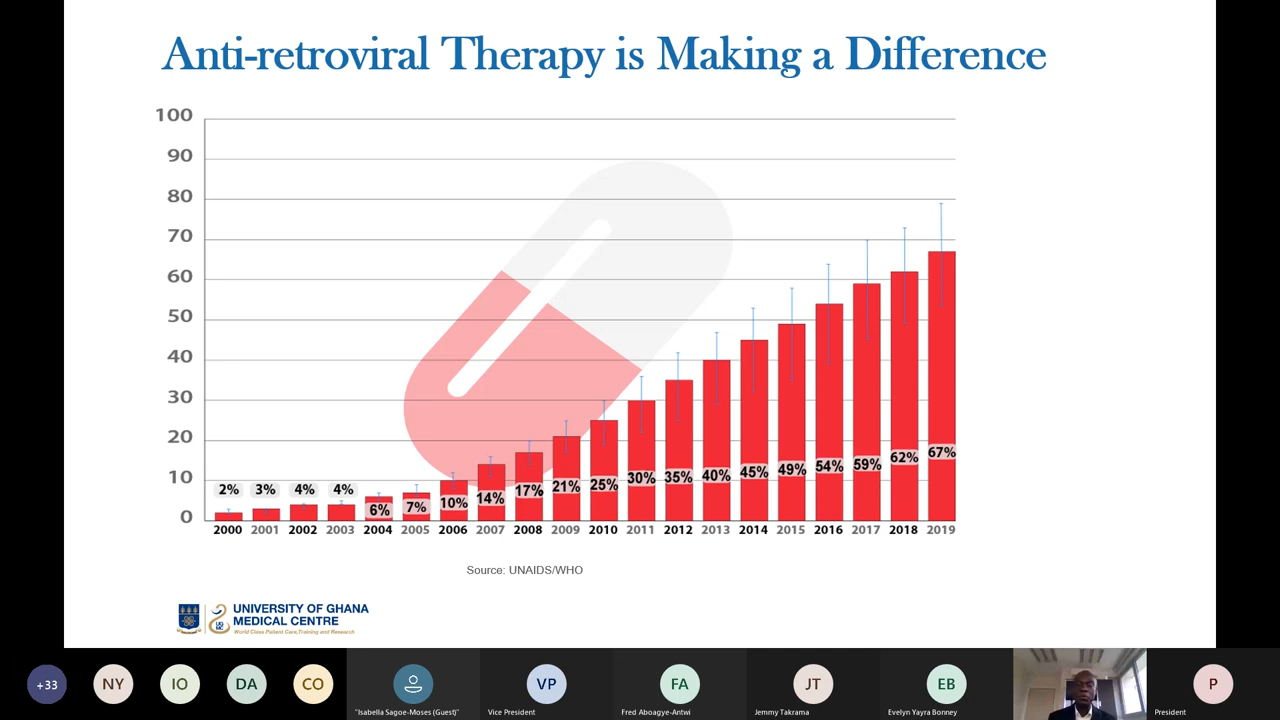 Anti-retroviral Therapy is Making a Difference
100
90
80
70
60
50
40
30
20
10
0
2% 3% 4% 4% 6% 7% 10% 14% 17% 21% 25% 30% 35% 40% 45% 49% 54% 59% 62% 67%
2000 2001 2002 2003 2004 2005 2006 2007 2008 2009 2010 2011 2012 2013 2014 2015 2016 2017 2018 2019
Source: UNAIDS/WHO
UNIVERSITY OF GHANA
MEDICAL CENTRE
World Class Patient Care,Training and Research
+33 NY IO DA CO VP FA JT EB P
"Isabella Sagoe-Moses (Guest)" Vice President Fred Aboagye-Antwi Jemmy Takrama Evelyn Yayra Bonney President